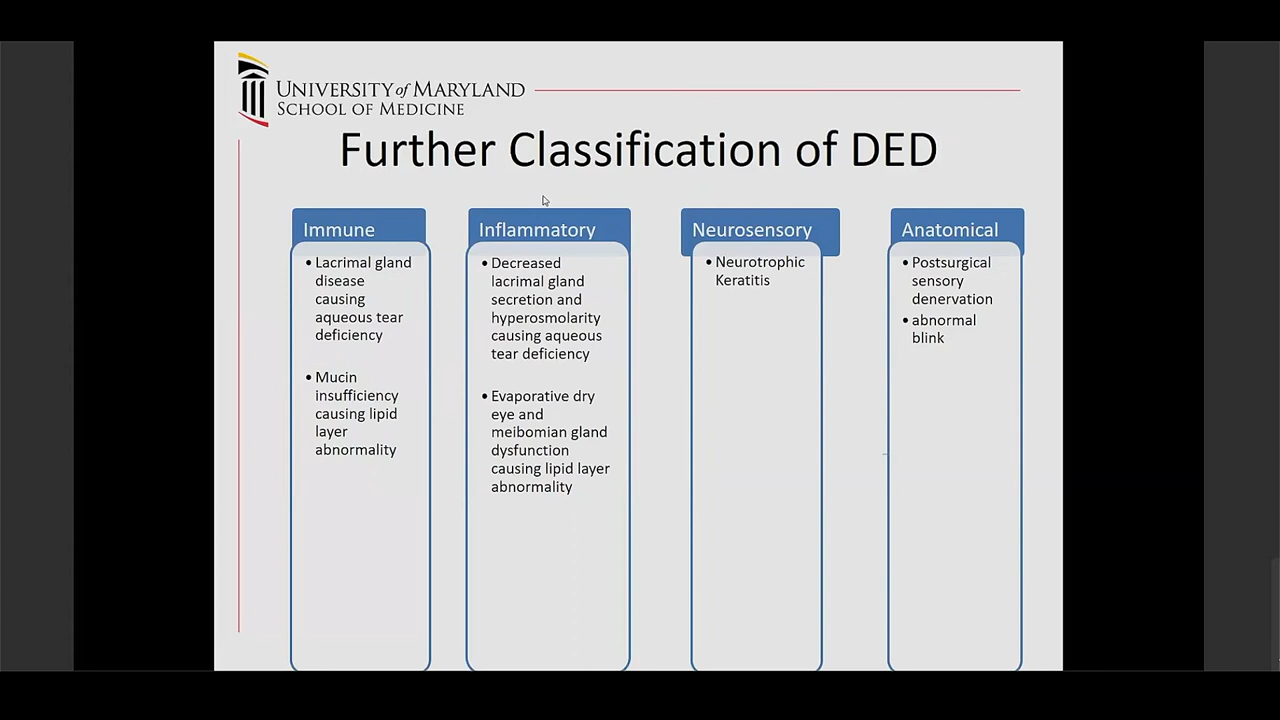 UNIVERSITY of MARYLAND
SCHOOL OF MEDICINE
Further Classification of DED
Immune
• Lacrimal gland
disease
causing
aqueous tear
deficiency
• Mucin
insufficiency
causing lipid
layer
abnormality
Inflammatory
• Decreased
lacrimal gland
secretion and
hyperosmolarity
causing aqueous
tear deficiency
• Evaporative dry
eye and
meibomian gland
dysfunction
causing lipid layer
abnormality
Neurosensory
• Neurotrophic
Keratitis
Anatomical
• Postsurgical
sensory
denervation
• abnormal
blink